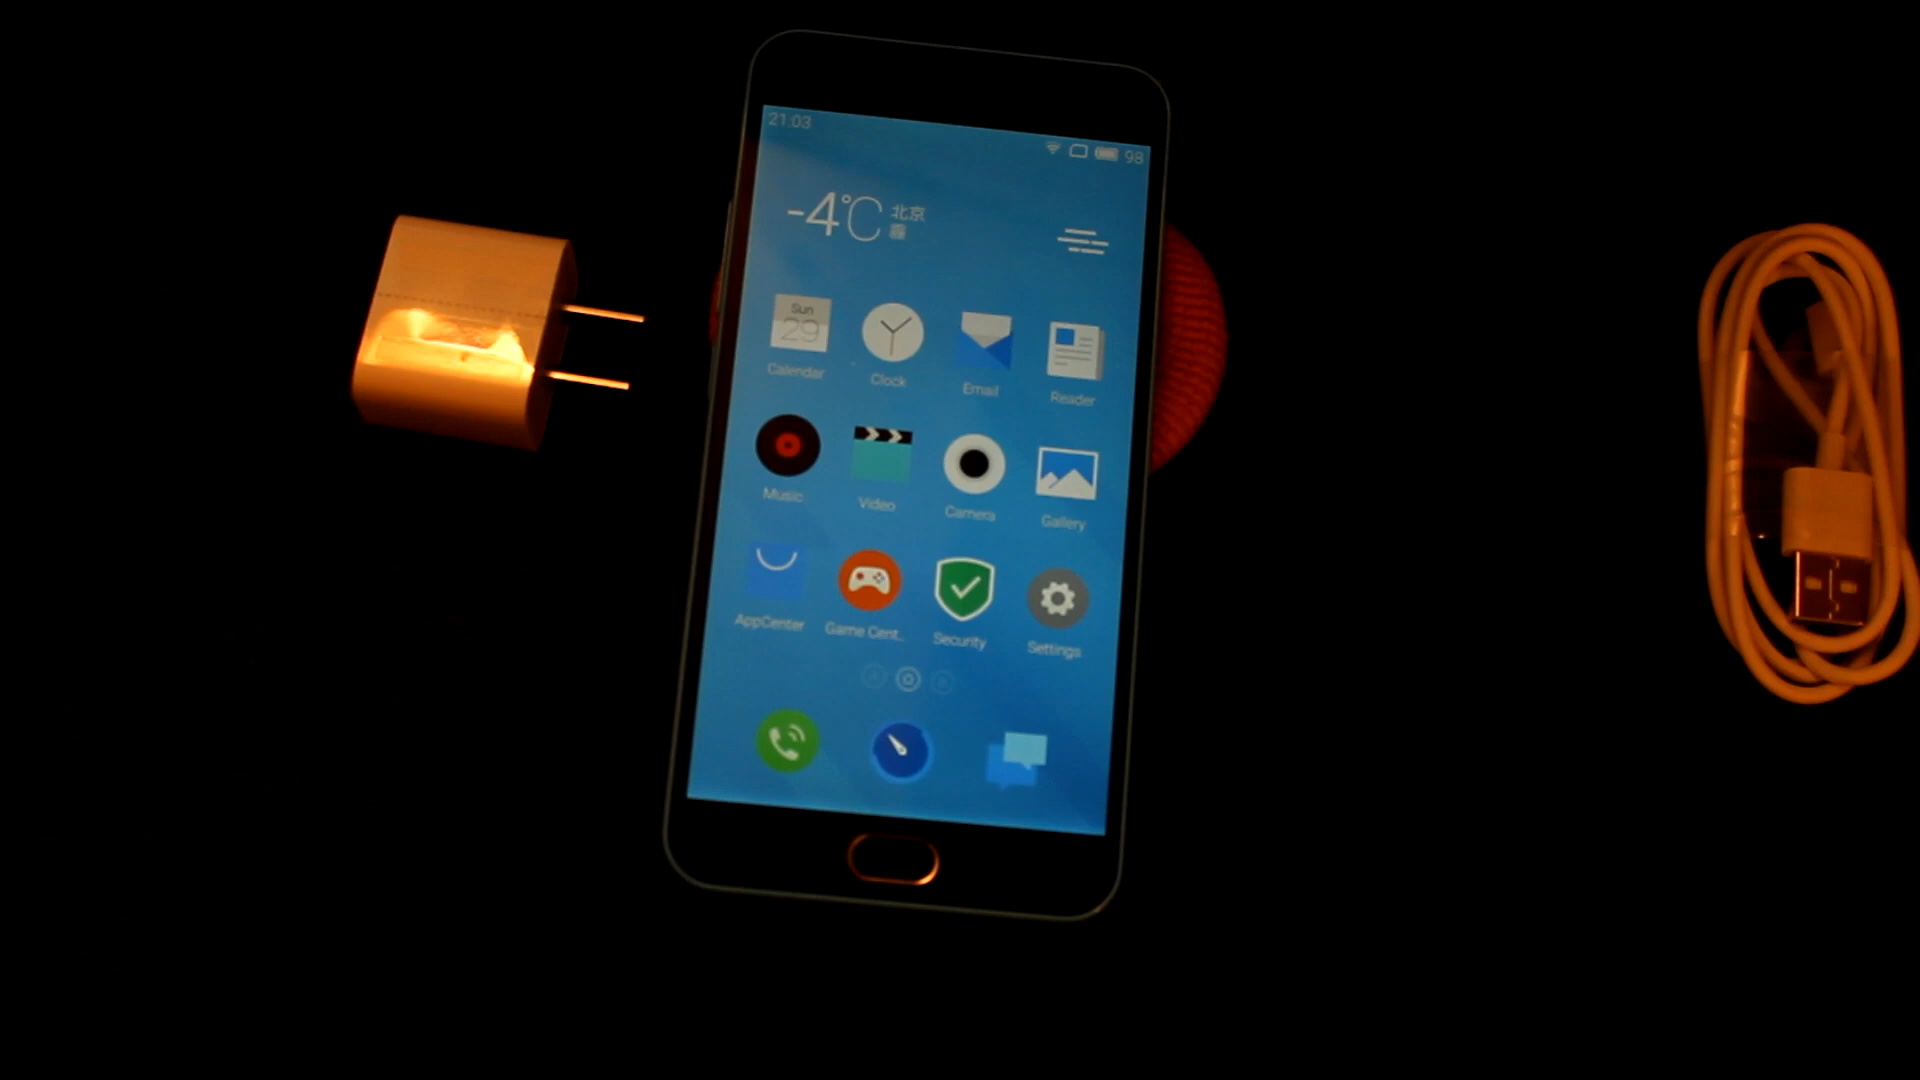 21:03
98
-4°C 北京
霾
Sun
29
Calendar Clock Email Reader
Music Video Camera Gallery
AppCenter Game Cent.. Security Settings